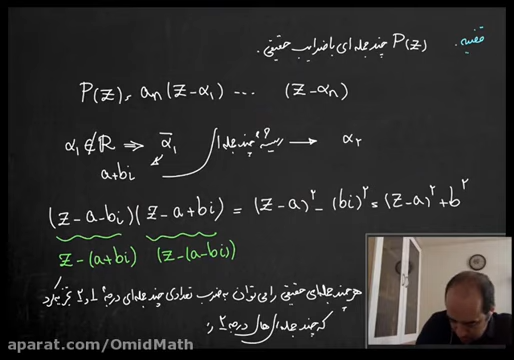 قضیه. P(z) چندجمله‌ای با ضرایب حقیقی.
P(z) = aₙ(z-α₁) ... (z-αₙ)
α₁ ∉ ℝ ⇒ ᾱ₁ ریشه چندجمله‌ای → α₂
a+bi
(z-a-bi)(z-a+bi) = (z-a)² - (bi)² = (z-a)² + b²
z-(a+bi) (z-(a-bi))
هر چندجمله‌ای حقیقی را می‌توان به ضرب تعدادی چندجمله‌ای درجه ۱ و ۲ تجزیه کرد
که چندجمله‌ای‌های درجه ۲
aparat.com/OmidMath